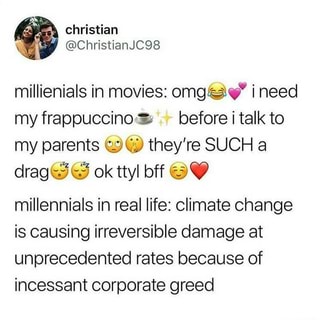 christian
@ChristianJC98
millienials in movies: omg😂💕 i need
my frappuccino☕✨ before i talk to
my parents 🙄🤫 they're SUCH a
drag😴😴 ok ttyl bff ☺️❤️
millennials in real life: climate change
is causing irreversible damage at
unprecedented rates because of
incessant corporate greed